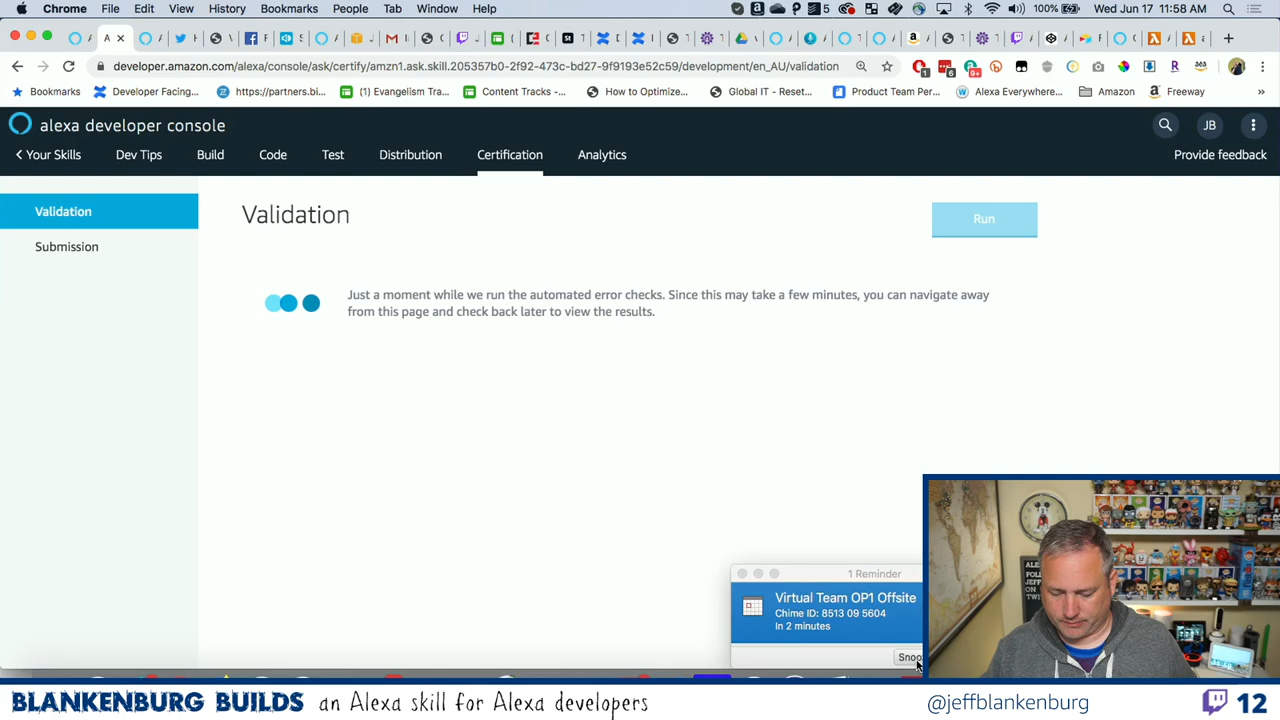 Chrome File Edit View History Bookmarks People Tab Window Help 5 100% Wed Jun 17 11:58 AM
developer.amazon.com/alexa/console/ask/certify/amzn1.ask.skill.205357b0-2f92-473c-bd27-9f9193e52c59/development/en_AU/validation
Bookmarks Developer Facing... https://partners.bi... (1) Evangelism Tra... Content Tracks -... How to Optimize... Global IT - Reset... Product Team Per... Alexa Everywhere... Amazon Freeway »
alexa developer console JB
Your Skills Dev Tips Build Code Test Distribution Certification Analytics Provide feedback
Validation
Submission
Validation
Run
Just a moment while we run the automated error checks. Since this may take a few minutes, you can navigate away
from this page and check back later to view the results.
1 Reminder
Virtual Team OP1 Offsite
Chime ID: 8513 09 5604
In 2 minutes
BLANKENBURG BUILDS an Alexa skill for Alexa developers @jeffblankenburg 12